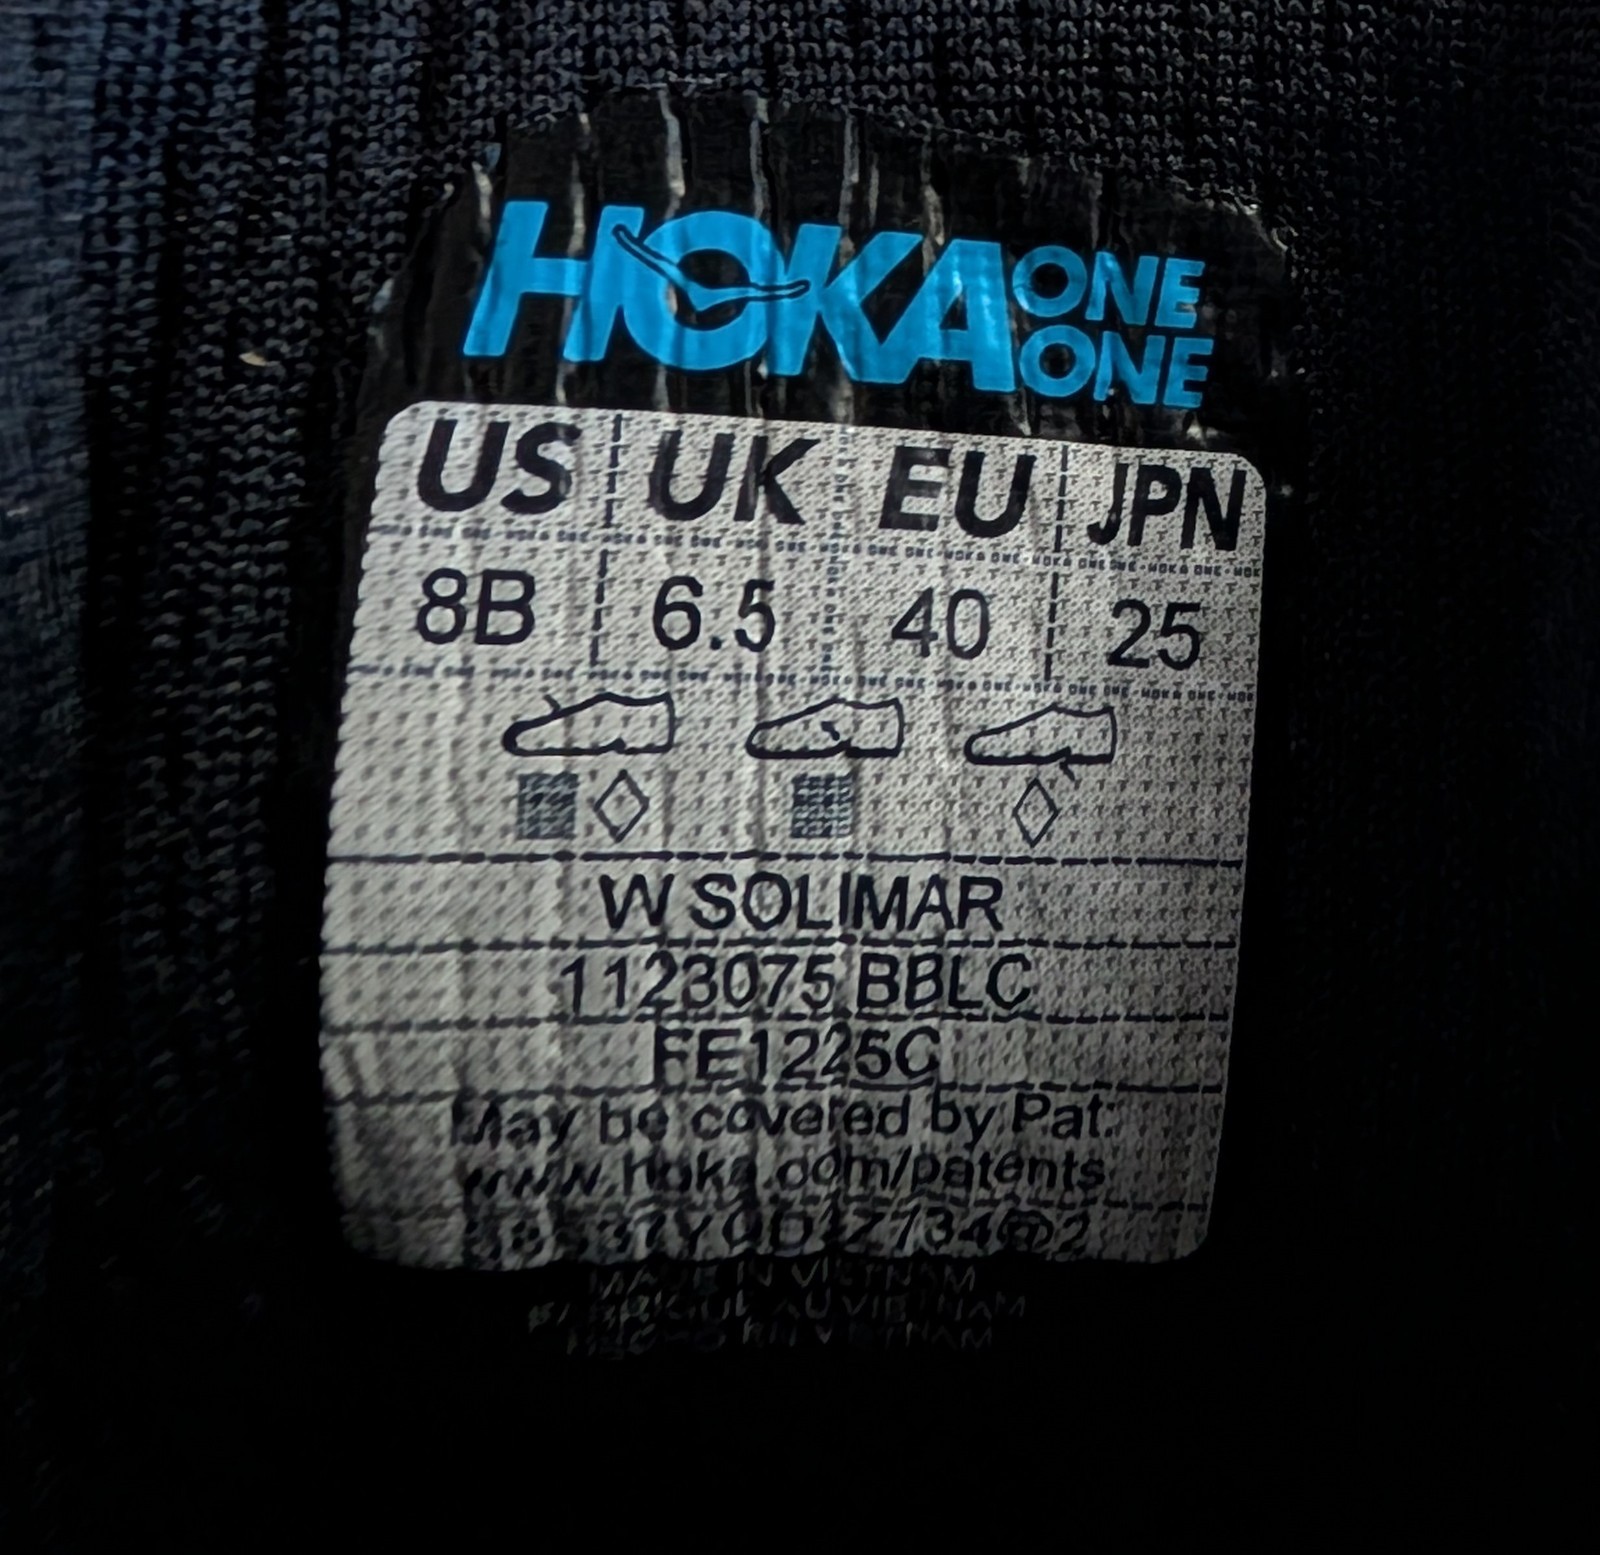 HOKA ONE ONE
US UK EU JPN
8B 6.5 40 25
W SOLIMAR
1123075 BBLC
FE1225C
May be covered by Pat:
www.hoka.com/patents
MADE IN VIETNAM